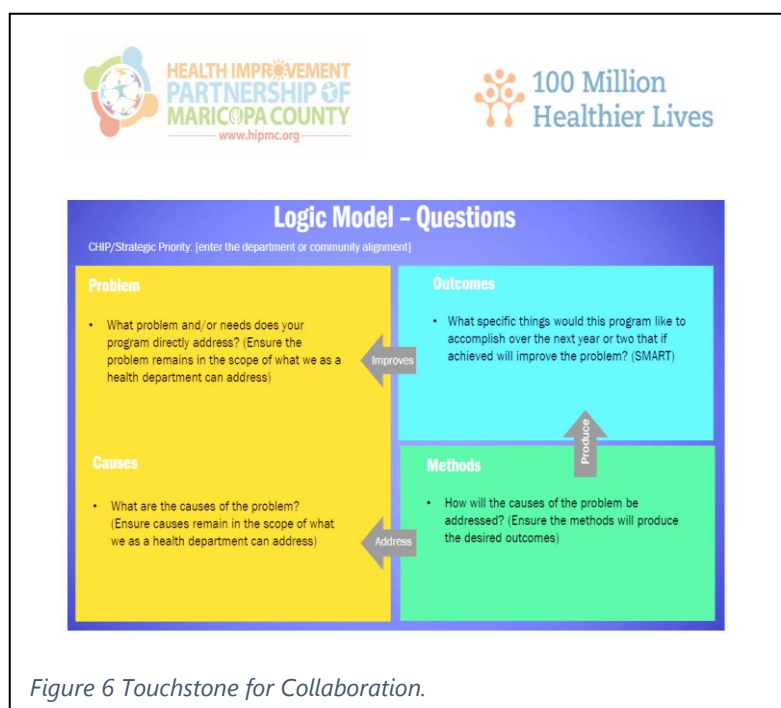 HEALTH IMPROVEMENT
PARTNERSHIP OF
MARICOPA COUNTY
www.hipmc.org
100 Million
Healthier Lives
Logic Model – Questions
CHIP/Strategic Priority: [enter the department or community alignment]
Problem
• What problem and/or needs does your
program directly address? (Ensure the
problem remains in the scope of what we as a
health department can address)
Improves
Outcomes
• What specific things would this program like to
accomplish over the next year or two that if
achieved will improve the problem? (SMART)
Produce
Causes
• What are the causes of the problem?
(Ensure causes remain in the scope of what
we as a health department can address)
Address
Methods
• How will the causes of the problem be
addressed? (Ensure the methods will produce
the desired outcomes)
Figure 6 Touchstone for Collaboration.